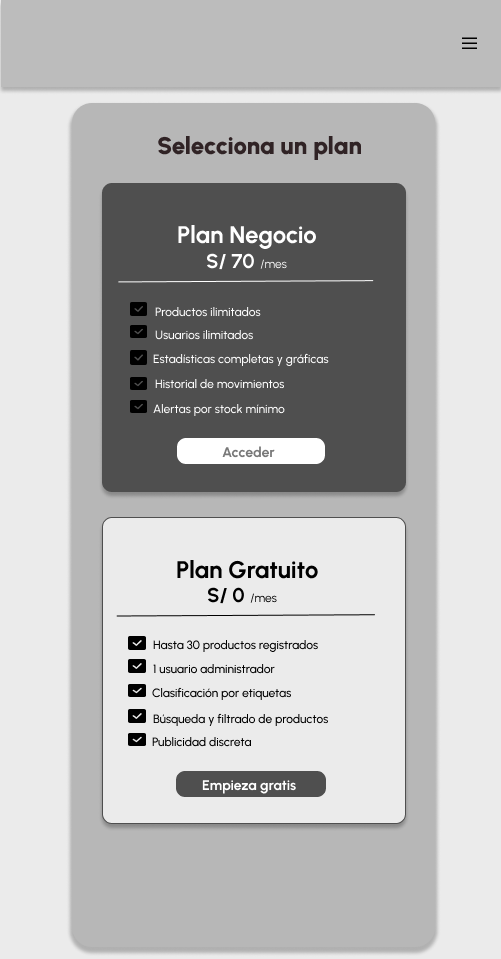 Selecciona un plan
Plan Negocio
S/ 70 /mes
Productos ilimitados
Usuarios ilimitados
Estadísticas completas y gráficas
Historial de movimientos
Alertas por stock mínimo
Acceder
Plan Gratuito
S/ 0 /mes
Hasta 30 productos registrados
1 usuario administrador
Clasificación por etiquetas
Búsqueda y filtrado de productos
Publicidad discreta
Empieza gratis